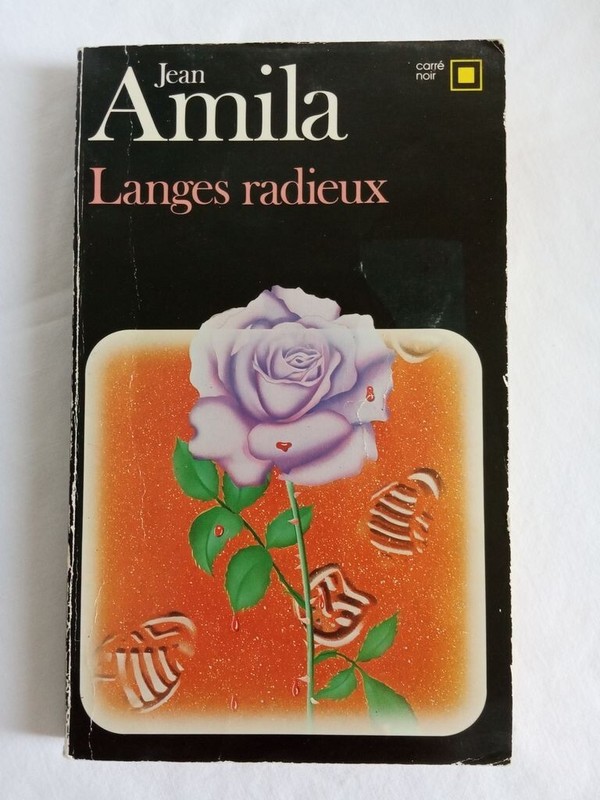 Jean
Amila
carré
noir
Langes radieux